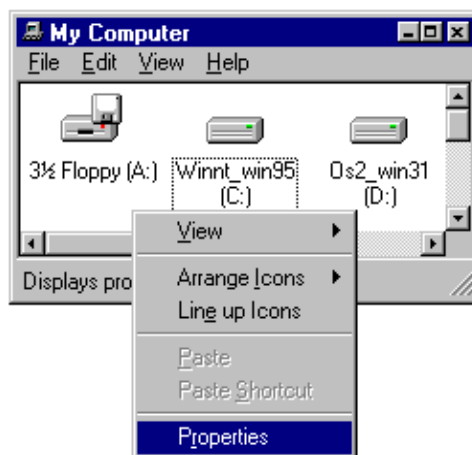 My Computer
File Edit View Help
3½ Floppy (A:) Winnt_win95 Os2_win31
(C:) (D:)
Displays pro
View
Arrange Icons
Line up Icons
Paste
Paste Shortcut
Properties